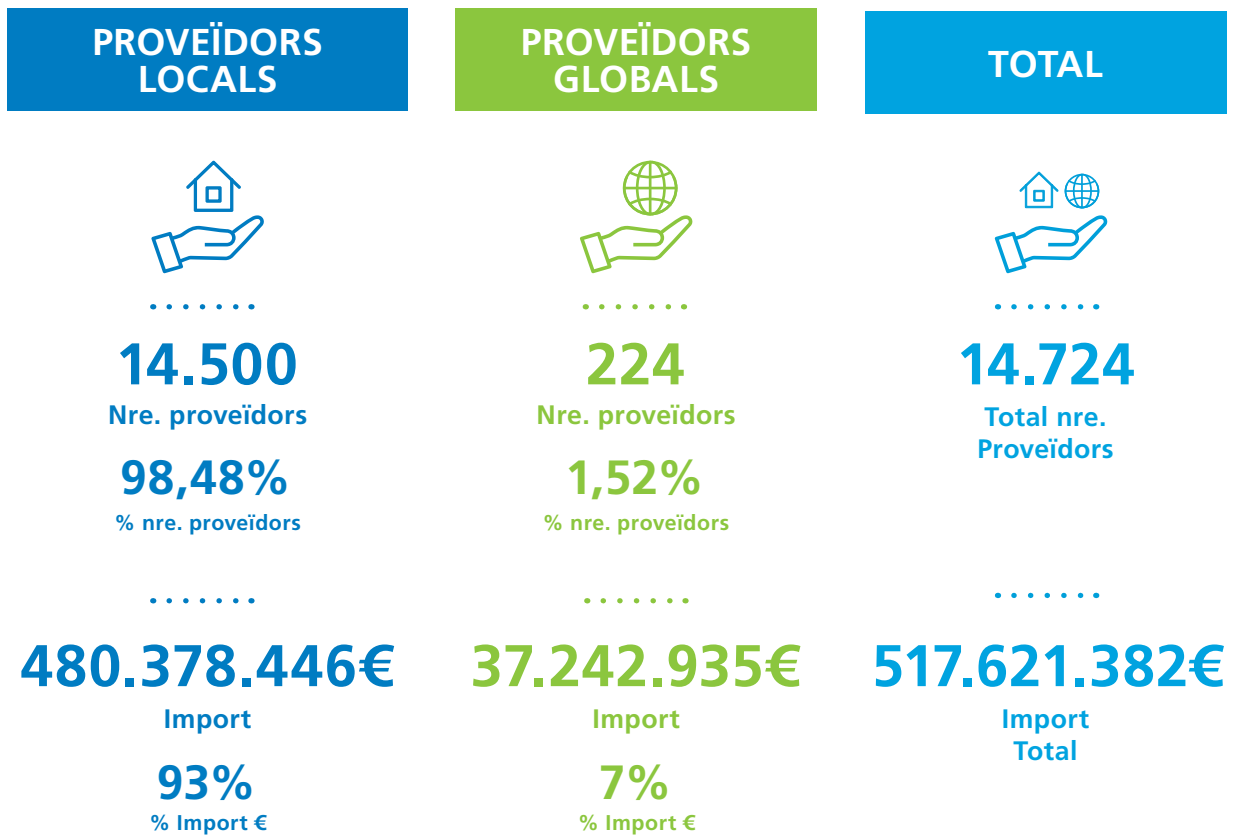 PROVEÏDORS
LOCALS
14.500
Nre. proveïdors
98,48%
% nre. proveïdors
480.378.446€
Import
93%
% Import €
PROVEÏDORS
GLOBALS
224
Nre. proveïdors
1,52%
% nre. proveïdors
37.242.935€
Import
7%
% Import €
TOTAL
14.724
Total nre.
Proveïdors
517.621.382€
Import
Total